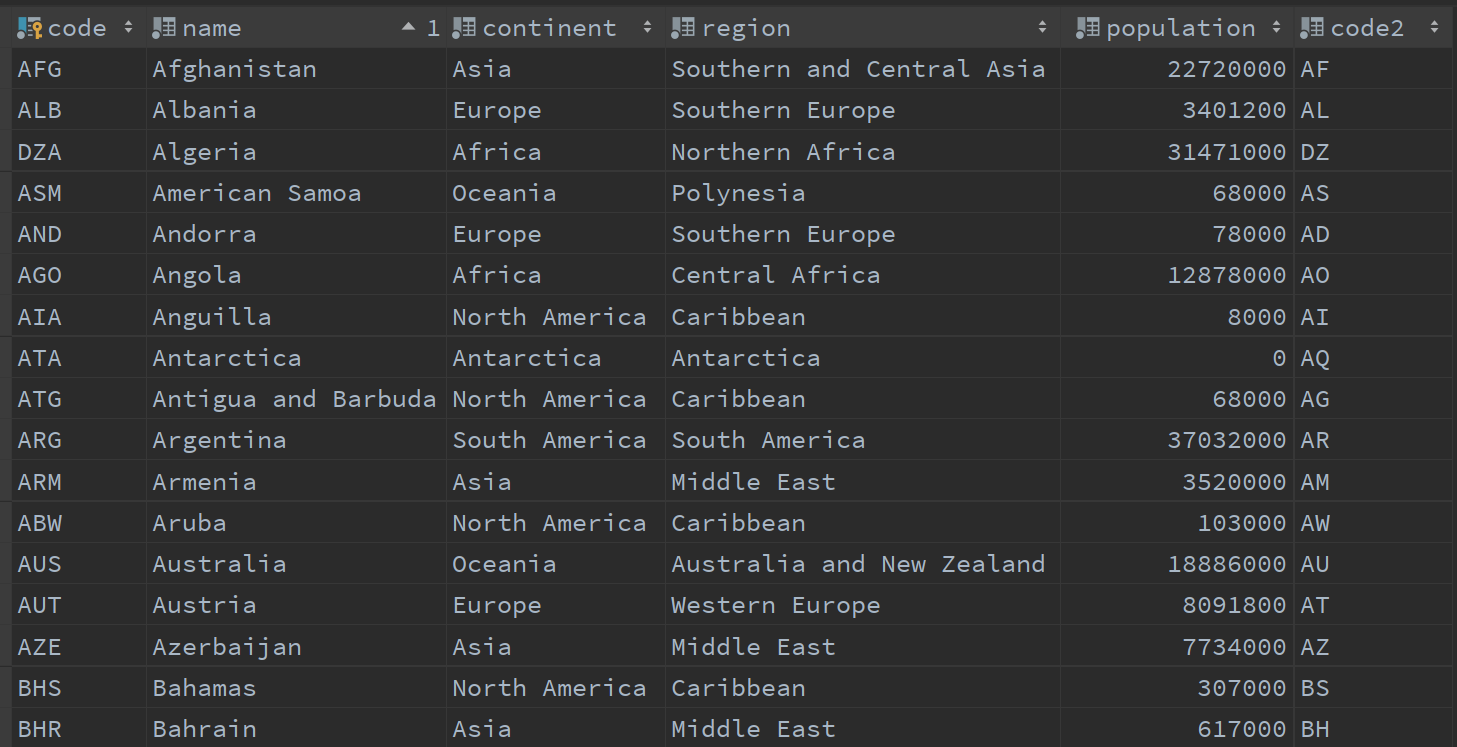 code name 1 continent region population code2
AFG Afghanistan Asia Southern and Central Asia 22720000 AF
ALB Albania Europe Southern Europe 3401200 AL
DZA Algeria Africa Northern Africa 31471000 DZ
ASM American Samoa Oceania Polynesia 68000 AS
AND Andorra Europe Southern Europe 78000 AD
AGO Angola Africa Central Africa 12878000 AO
AIA Anguilla North America Caribbean 8000 AI
ATA Antarctica Antarctica Antarctica 0 AQ
ATG Antigua and Barbuda North America Caribbean 68000 AG
ARG Argentina South America South America 37032000 AR
ARM Armenia Asia Middle East 3520000 AM
ABW Aruba North America Caribbean 103000 AW
AUS Australia Oceania Australia and New Zealand 18886000 AU
AUT Austria Europe Western Europe 8091800 AT
AZE Azerbaijan Asia Middle East 7734000 AZ
BHS Bahamas North America Caribbean 307000 BS
BHR Bahrain Asia Middle East 617000 BH